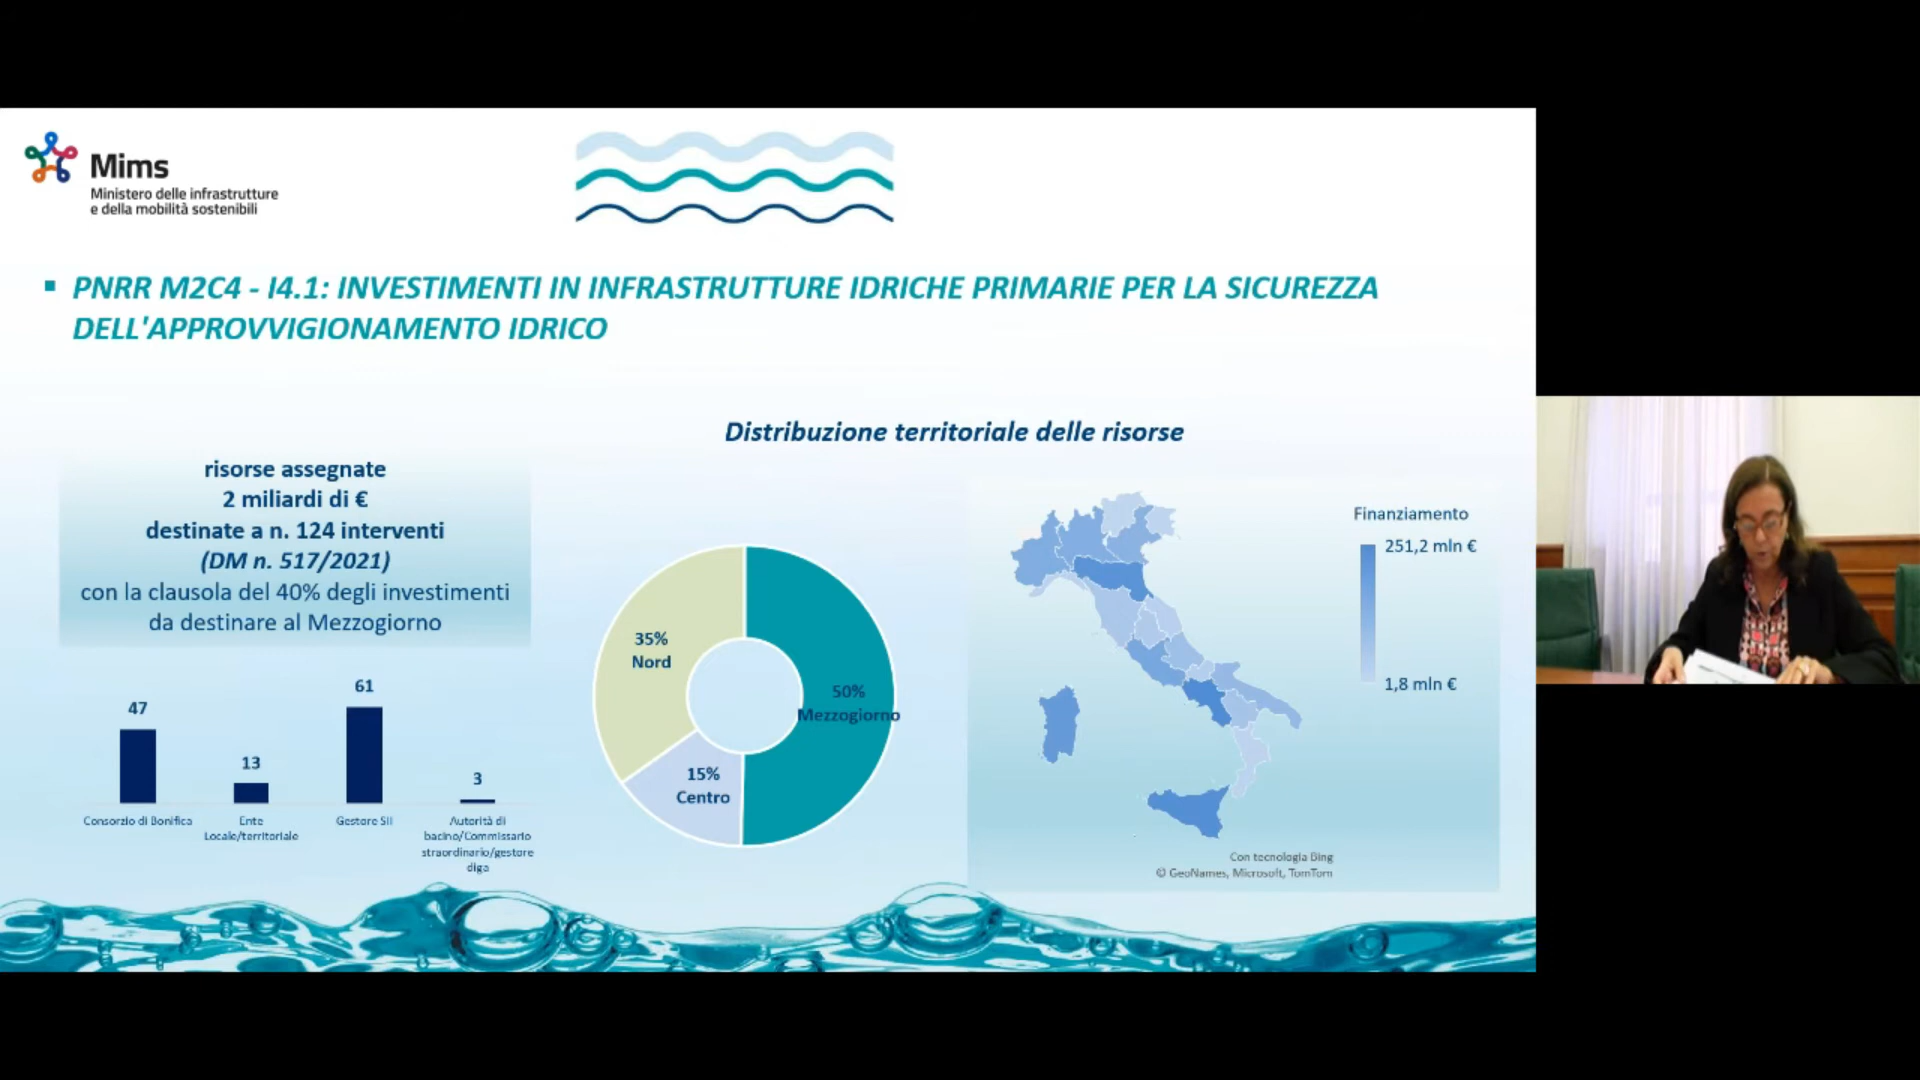 Mims
Ministero delle infrastrutture
e della mobilità sostenibili
▪ PNRR M2C4 - I4.1: INVESTIMENTI IN INFRASTRUTTURE IDRICHE PRIMARIE PER LA SICUREZZA
DELL'APPROVVIGIONAMENTO IDRICO
Distribuzione territoriale delle risorse
risorse assegnate
2 miliardi di €
destinate a n. 124 interventi
(DM n. 517/2021)
con la clausola del 40% degli investimenti
da destinare al Mezzogiorno
47
13
61
3
Consorzio di Bonifica
Ente
Locale/territoriale
Gestore SII
Autorità di
bacino/Commissario
straordinario/gestore
diga
35%
Nord
50%
Mezzogiorno
15%
Centro
Finanziamento
251,2 mln €
1,8 mln €
Con tecnologia Bing
© GeoNames, Microsoft, TomTom